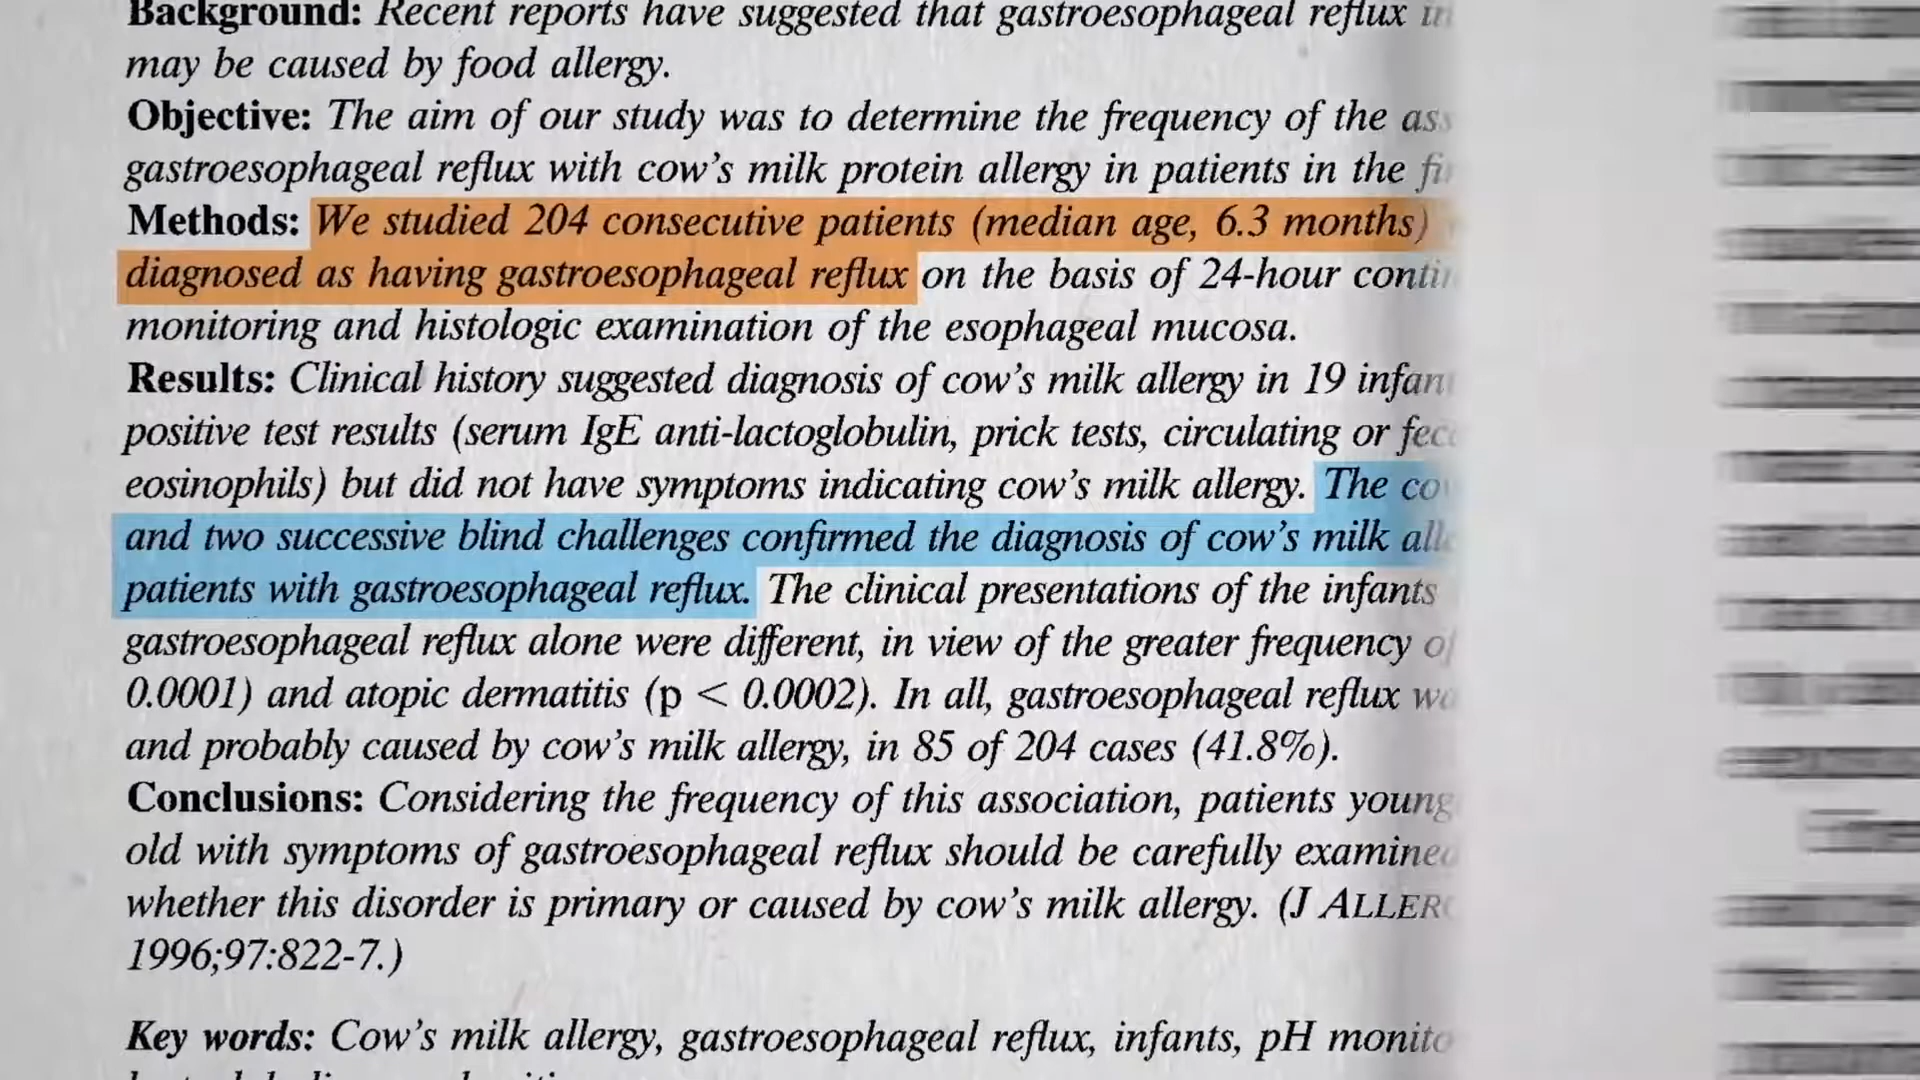 Background: Recent reports have suggested that gastroesophageal reflux in
may be caused by food allergy.
Objective: The aim of our study was to determine the frequency of the
gastroesophageal reflux with cow's milk protein allergy in patients in the
Methods: We studied 204 consecutive patients (median age, 6.3 months)
diagnosed as having gastroesophageal reflux on the basis of 24-hour
monitoring and histologic examination of the esophageal mucosa.
Results: Clinical history suggested diagnosis of cow's milk allergy in 19
positive test results (serum IgE anti-lactoglobulin, prick tests, circulating or
eosinophils) but did not have symptoms indicating cow's milk allergy. The
and two successive blind challenges confirmed the diagnosis of cow's milk
patients with gastroesophageal reflux. The clinical presentations of the infants
gastroesophageal reflux alone were different, in view of the greater frequency
0.0001) and atopic dermatitis (p < 0.0002). In all, gastroesophageal reflux
and probably caused by cow's milk allergy, in 85 of 204 cases (41.8%).
Conclusions: Considering the frequency of this association, patients
old with symptoms of gastroesophageal reflux should be carefully examined
whether this disorder is primary or caused by cow's milk allergy. (J ALLER
1996;97:822-7.)
Key words: Cow's milk allergy, gastroesophageal reflux, infants, pH